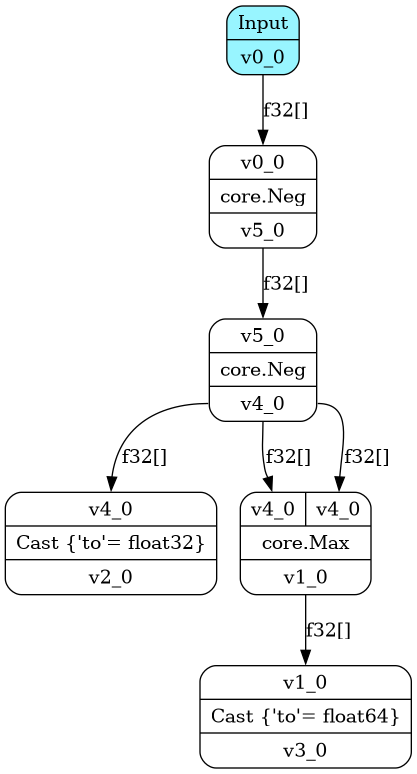 Input
v0_0
f32[]
v0_0
core.Neg
v5_0
f32[]
v5_0
core.Neg
v4_0
f32[] f32[] f32[]
v4_0
Cast {'to'= float32}
v2_0
v4_0 v4_0
core.Max
v1_0
f32[]
v1_0
Cast {'to'= float64}
v3_0